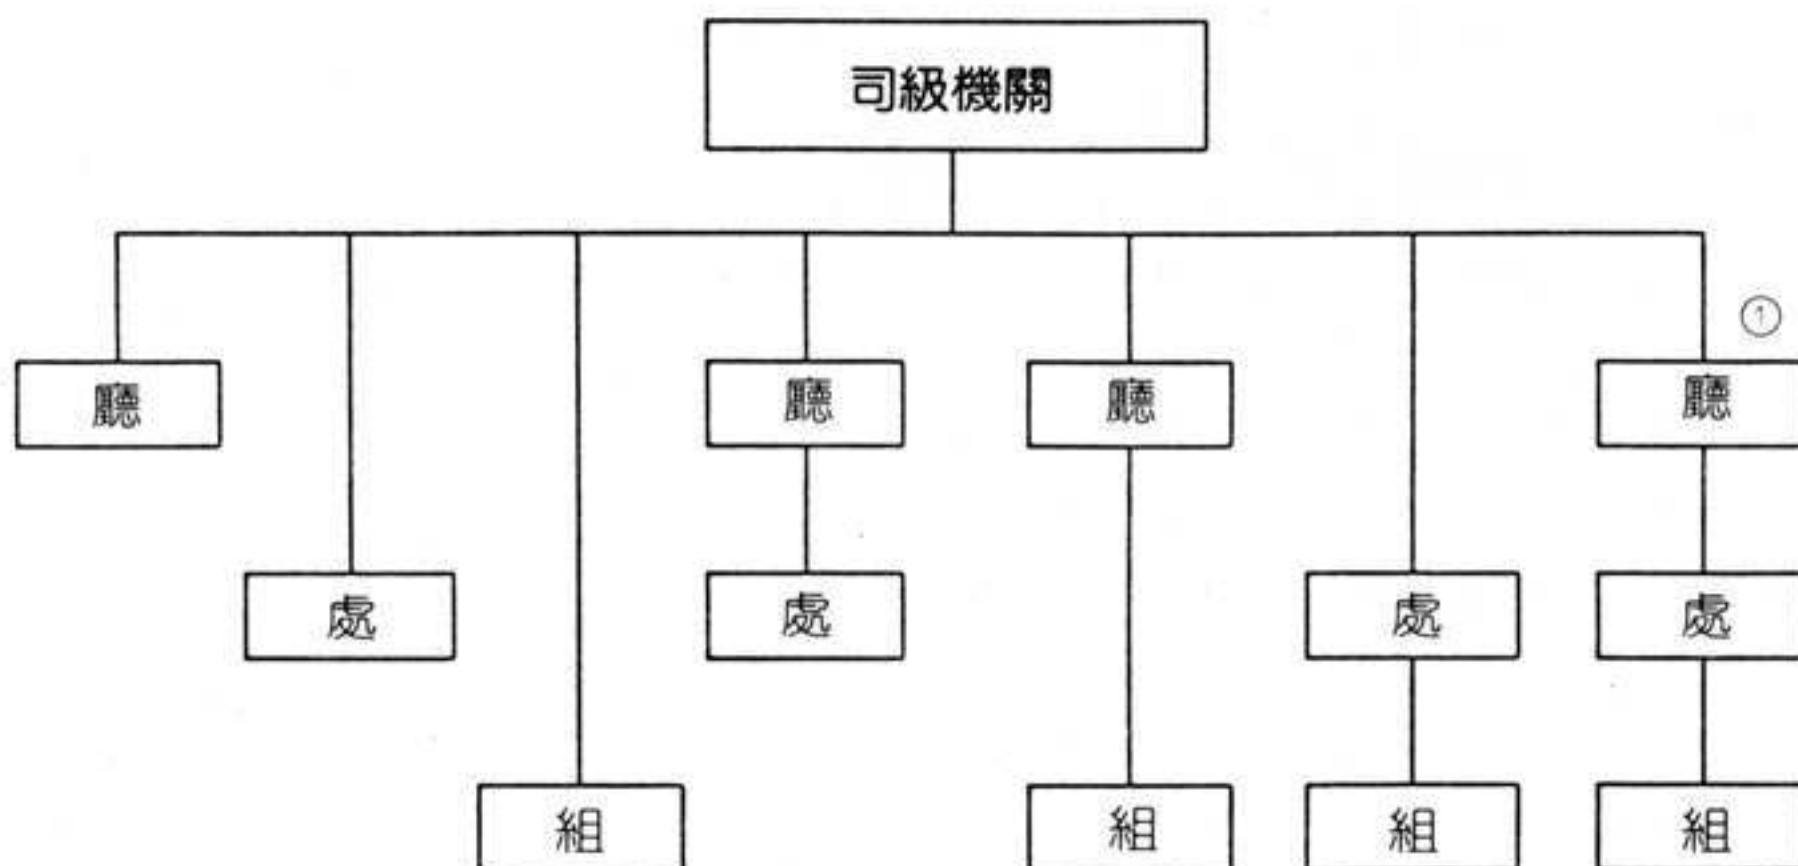 司級機關
①
廳 廳 廳 廳
處 處 處 處
組 組 組 組